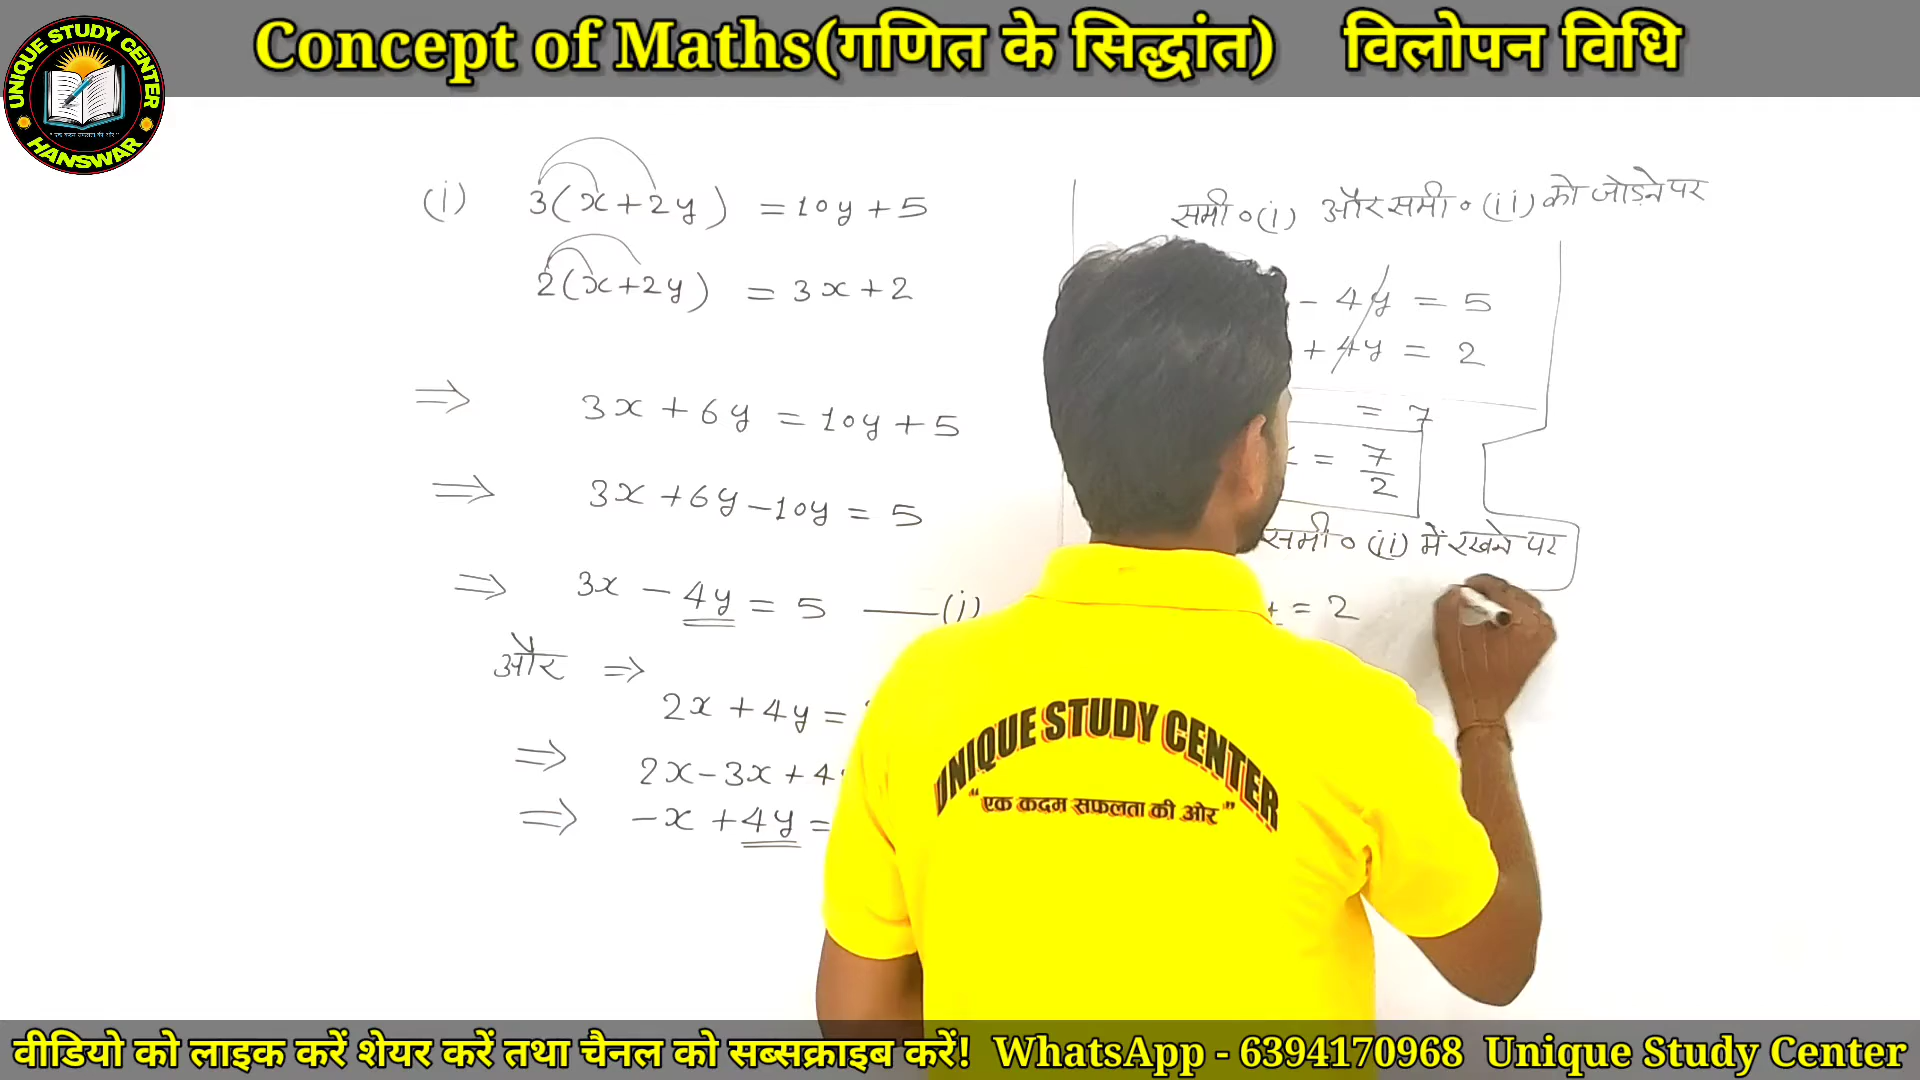 UNIQUE STUDY CENTER
HANSWAR
Concept of Maths(गणित के सिद्धांत) विलोपन विधि
(i) 3(x+2y) = 10y+5
2(x+2y) = 3x+2
⇒ 3x + 6y = 10y+5
⇒ 3x +6y-10y = 5
⇒ 3x - 4y = 5 —(i)
और ⇒
2x + 4y =
⇒ 2x-3x+4
⇒ -x +4y =
समी०(i) और समी०(ii) को जोड़ने पर
- 4y = 5
+ 4y = 2
= 7
= 7/2
समी०(ii) में रखने पर
= 2
UNIQUE STUDY CENTER
"एक कदम सफलता की ओर"
वीडियो को लाइक करें शेयर करें तथा चैनल को सब्सक्राइब करें! WhatsApp - 6394170968 Unique Study Center